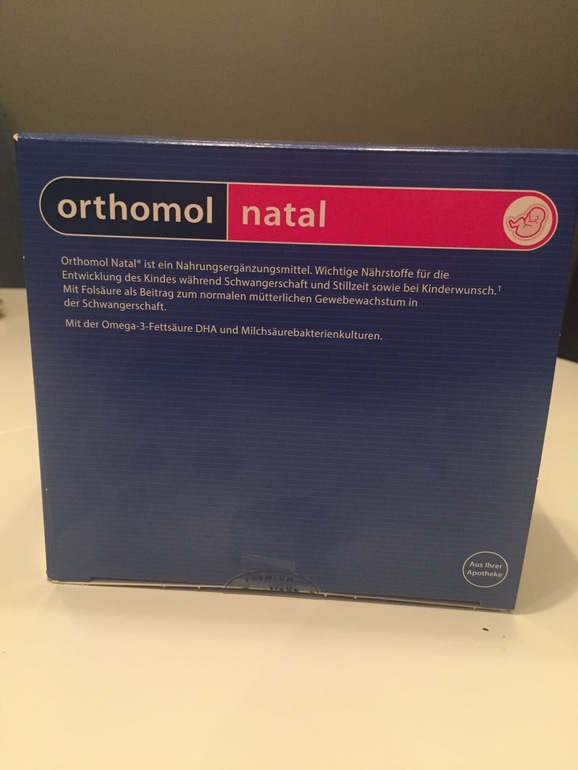 orthomol natal
Orthomol Natal® ist ein Nahrungsergänzungsmittel. Wichtige Nährstoffe für die
Entwicklung des Kindes während Schwangerschaft und Stillzeit sowie bei Kinderwunsch.¹
Mit Folsäure als Beitrag zum normalen mütterlichen Gewebewachstum in
der Schwangerschaft.
Mit der Omega-3-Fettsäure DHA und Milchsäurebakterienkulturen.
Aus Ihrer
Apotheke